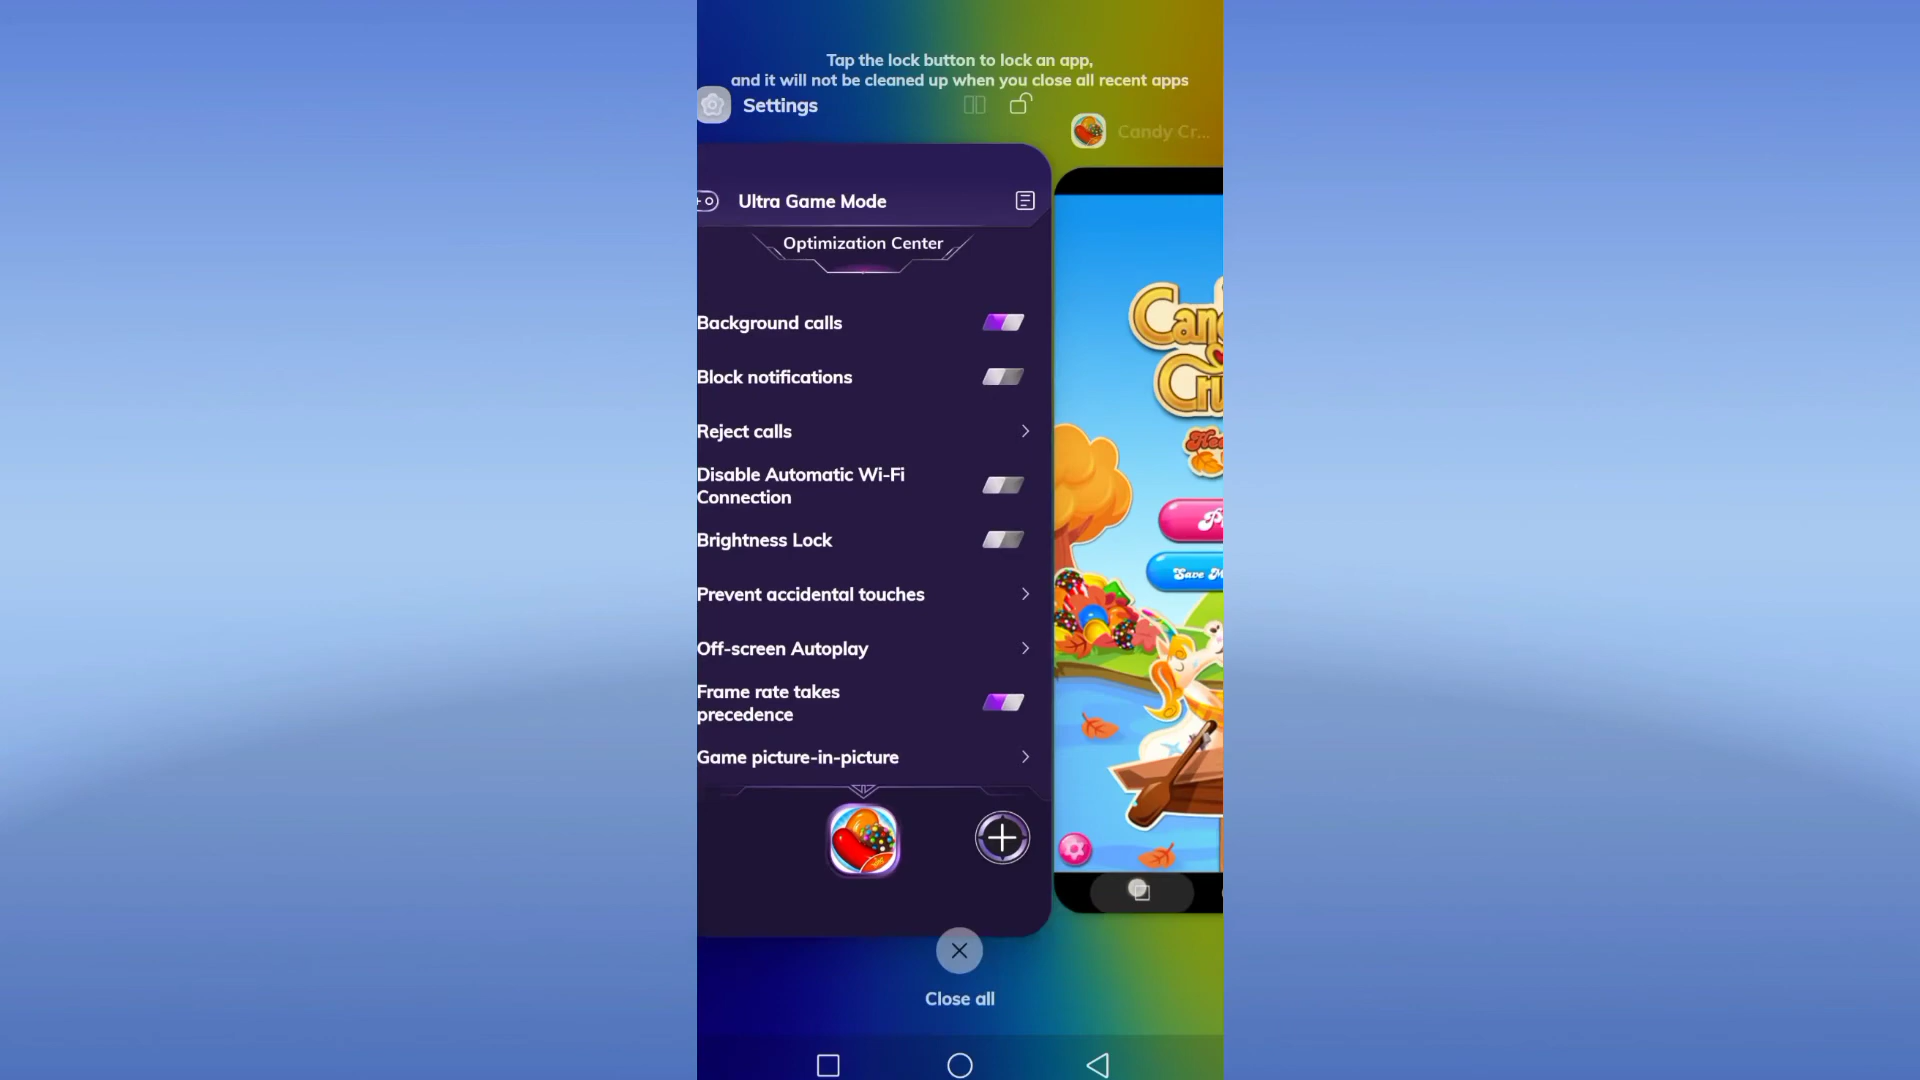 Tap the lock button to lock an app,
and it will not be cleaned up when you close all recent apps
Settings
Candy Cr...
Ultra Game Mode
Optimization Center
Background calls
Block notifications
Reject calls
Disable Automatic Wi-Fi
Connection
Brightness Lock
Prevent accidental touches
Off-screen Autoplay
Frame rate takes
precedence
Game picture-in-picture
Close all
Save